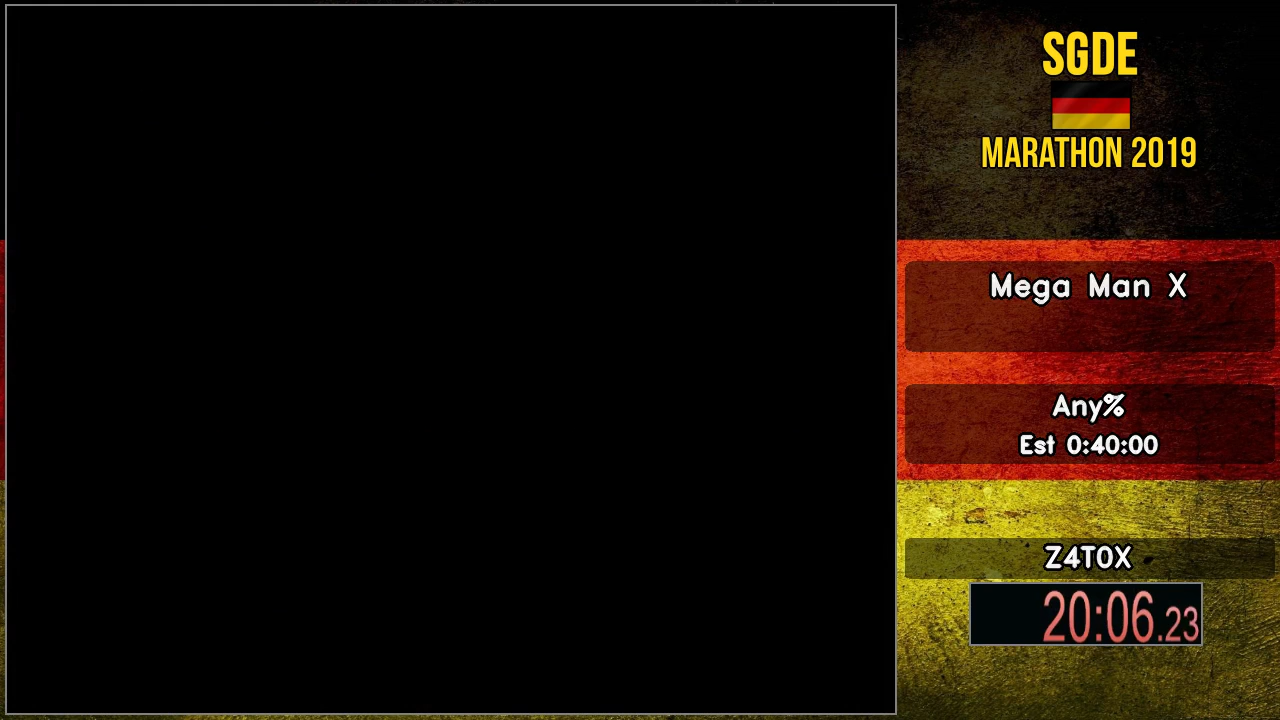 SGDE
MARATHON 2019
Mega Man X
Any%
Est 0:40:00
Z4T0X
20:06.23